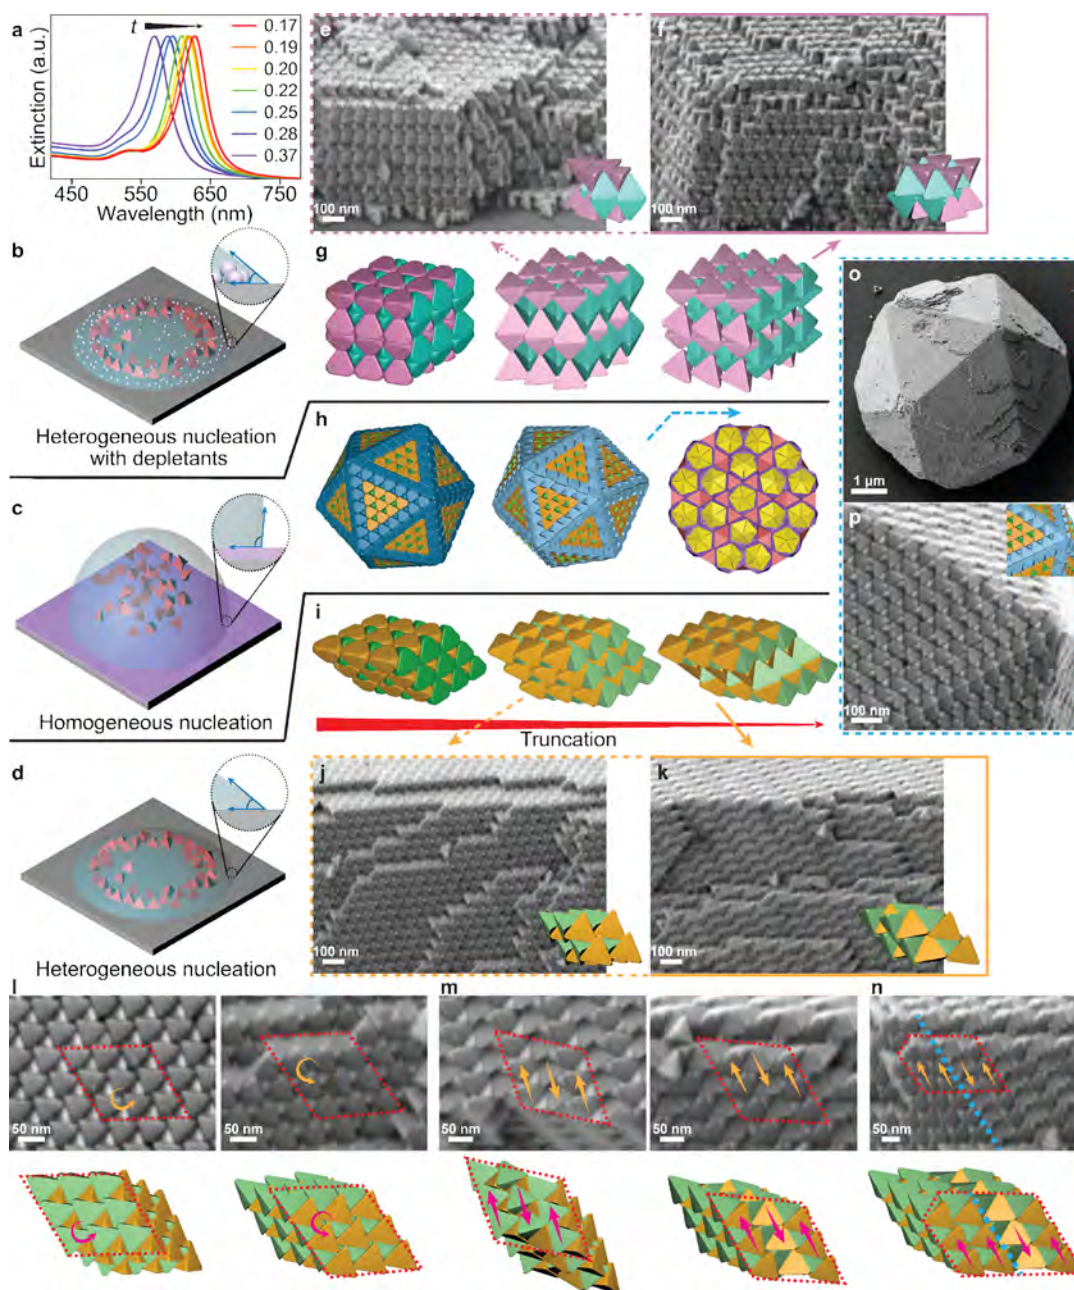 a
t
0.17
0.19
0.20
0.22
0.25
0.28
0.37
Extinction (a.u.)
450 550 650 750
Wavelength (nm)
e
100 nm
f
100 nm
b
Heterogeneous nucleation
with depletants
g
o
1 µm
h
c
Homogeneous nucleation
p
100 nm
i
Truncation
d
Heterogeneous nucleation
j
100 nm
k
100 nm
l
50 nm
50 nm
m
50 nm
50 nm
n
50 nm